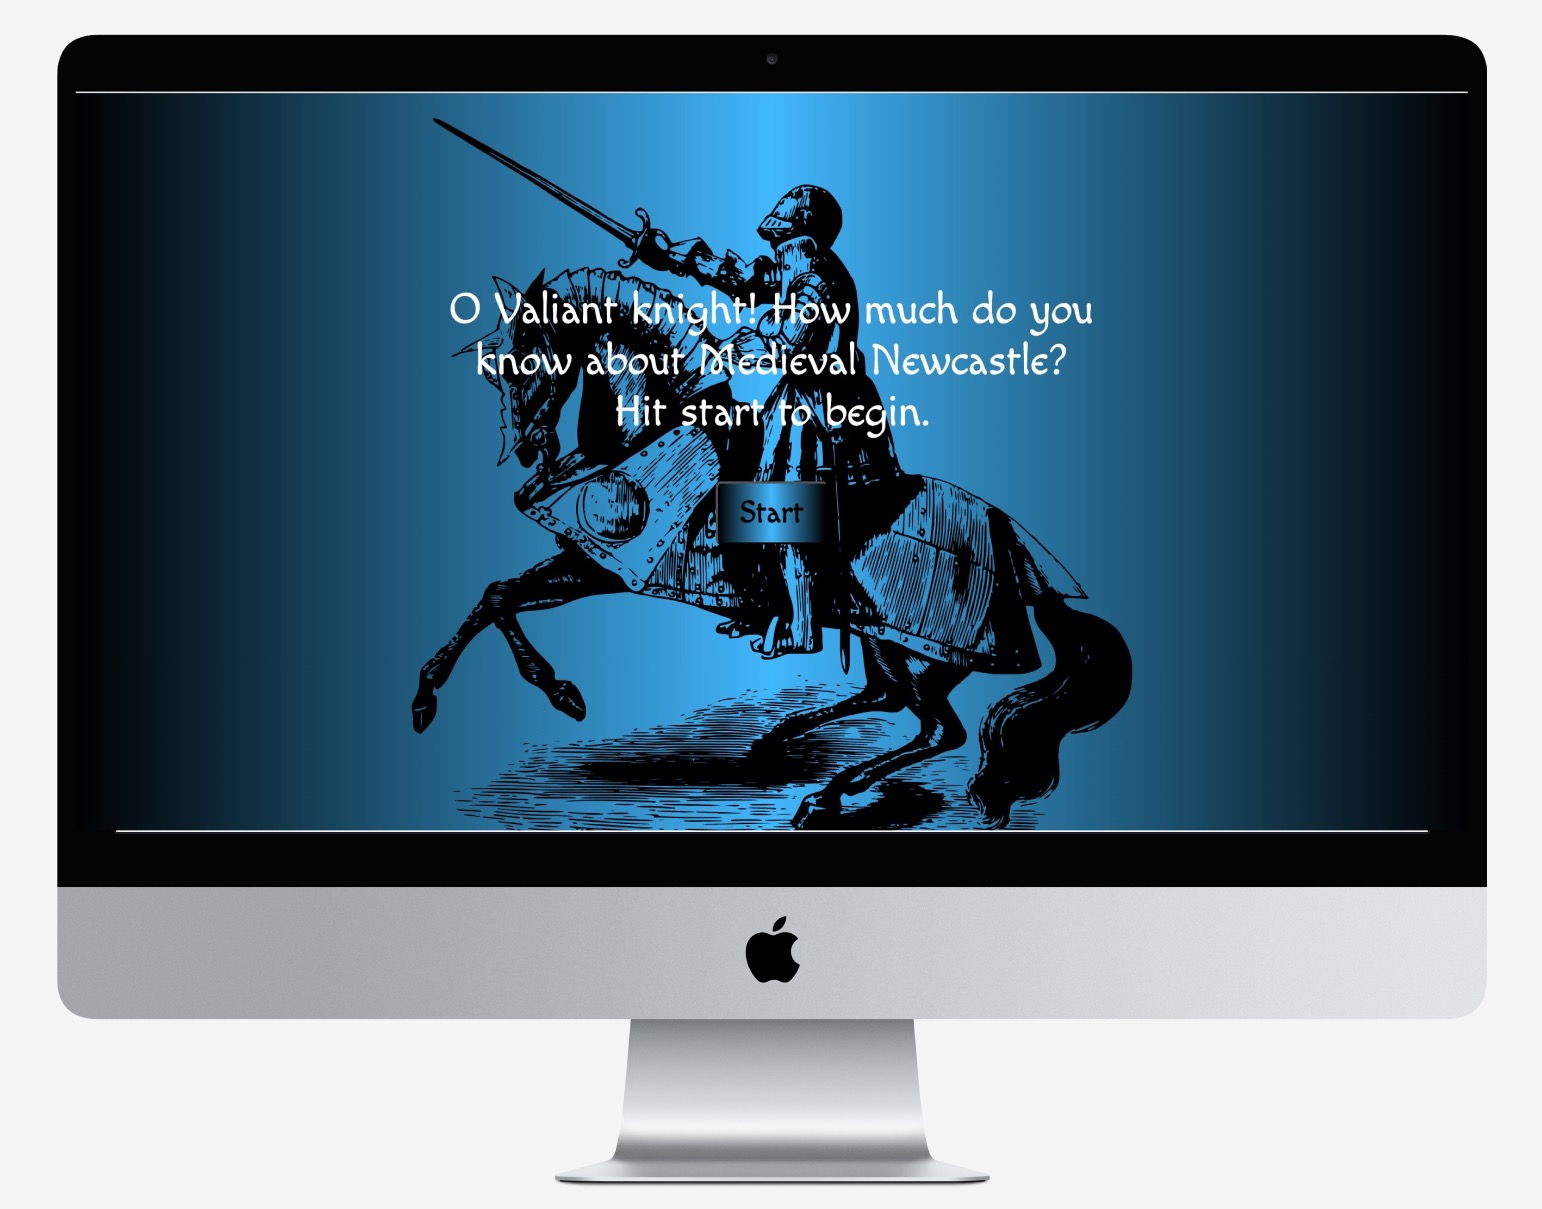 O Valiant knight! How much do you
know about Medieval Newcastle?
Hit start to begin.
Start